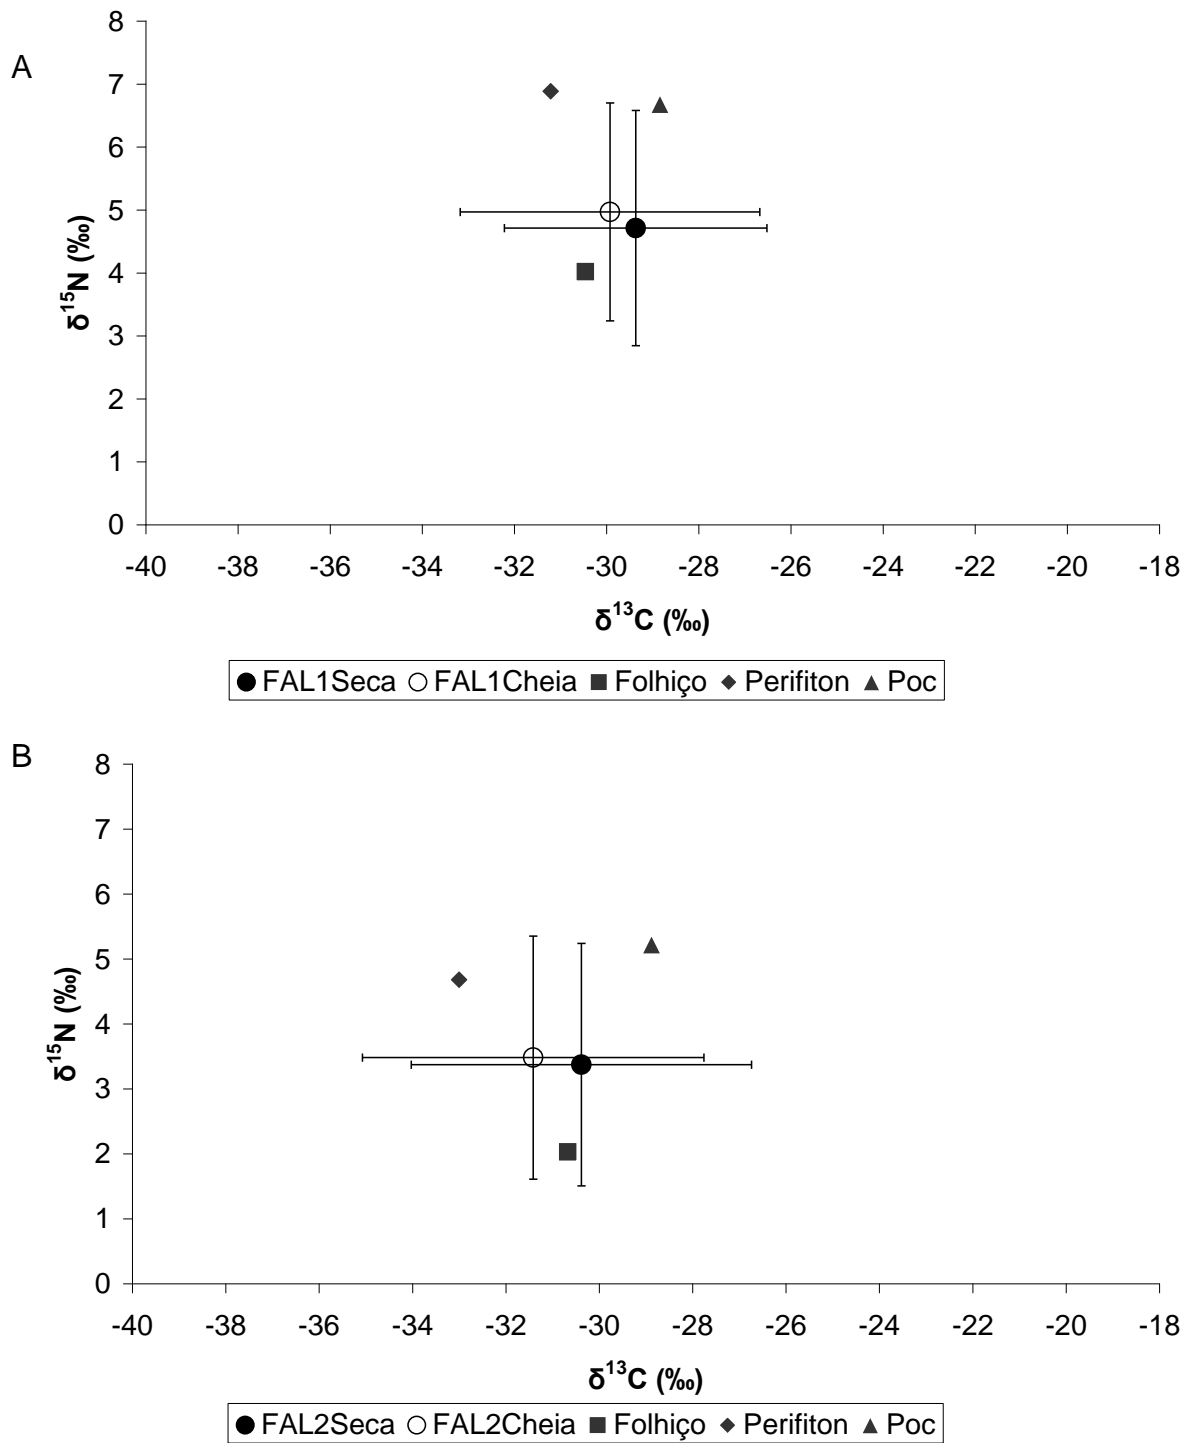 A
8
7
6
5
4
3
2
1
0
δ¹⁵N (‰)
-40 -38 -36 -34 -32 -30 -28 -26 -24 -22 -20 -18
δ¹³C (‰)
FAL1Seca FAL1Cheia Folhiço Perifiton Poc
B
8
7
6
5
4
3
2
1
0
δ¹⁵N (‰)
-40 -38 -36 -34 -32 -30 -28 -26 -24 -22 -20 -18
δ¹³C (‰)
FAL2Seca FAL2Cheia Folhiço Perifiton Poc